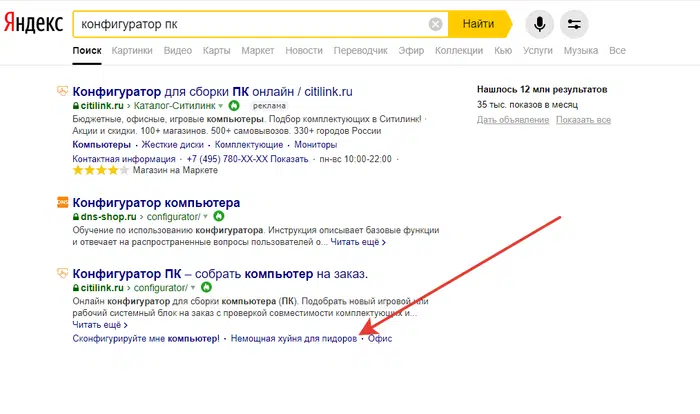 Яндекс
конфигуратор пк
Найти
Поиск Картинки Видео Карты Маркет Новости Переводчик Эфир Коллекции Кью Услуги Музыка Все
Конфигуратор для сборки ПК онлайн / citilink.ru
citilink.ru › Каталог-Ситилинк реклама
Бюджетные, офисные, игровые компьютеры. Подбор комплектующих в Ситилинк! ·
Акции и скидки. 100+ магазинов. 500+ самовывозов. 330+ городов России
Компьютеры · Жесткие диски · Комплектующие · Мониторы
Контактная информация · +7 (495) 780-XX-XX Показать · пн-вс 10:00-22:00 ·
Магазин на Маркете
Нашлось 12 млн результатов
35 тыс. показов в месяц
Дать объявление Показать все
DNS
Конфигуратор компьютера
dns-shop.ru › configurator/
Обучение по использованию конфигуратора. Инструкция описывает базовые функции
и отвечает на распространенные вопросы пользователей о... Читать ещё ›
Конфигуратор ПК – собрать компьютер на заказ.
citilink.ru › configurator/
Онлайн конфигуратор для сборки компьютера (ПК). Подобрать новый игровой или
рабочий системный блок на заказ с проверкой совместимости комплектующих и...
Читать ещё ›
Сконфигурируйте мне компьютер! · Немощная хуйня для пидоров · Офис